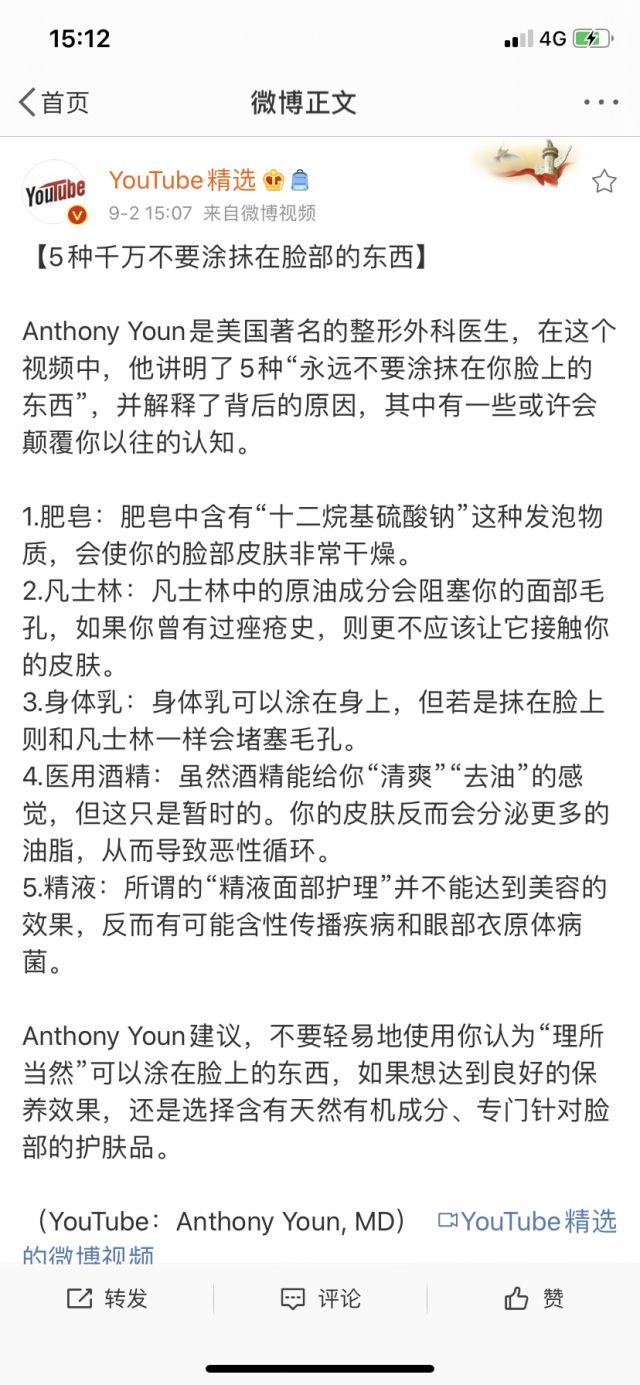 15:12
4G
首页
微博正文
YouTube
YouTube精选
9-2 15:07 来自微博视频
【5种千万不要涂抹在脸部的东西】
Anthony Youn是美国著名的整形外科医生，在这个
视频中，他讲明了5种“永远不要涂抹在你脸上的
东西”，并解释了背后的原因，其中有一些或许会
颠覆你以往的认知。
1.肥皂：肥皂中含有“十二烷基硫酸钠”这种发泡物
质，会使你的脸部皮肤非常干燥。
2.凡士林：凡士林中的原油成分会阻塞你的面部毛
孔，如果你曾有过痤疮史，则更不应该让它接触你
的皮肤。
3.身体乳：身体乳可以涂在身上，但若是抹在脸上
则和凡士林一样会堵塞毛孔。
4.医用酒精：虽然酒精能给你“清爽”“去油”的感
觉，但这只是暂时的。你的皮肤反而会分泌更多的
油脂，从而导致恶性循环。
5.精液：所谓的“精液面部护理”并不能达到美容的
效果，反而有可能含性传播疾病和眼部衣原体病
菌。
Anthony Youn建议，不要轻易地使用你认为“理所
当然”可以涂在脸上的东西，如果想达到良好的保
养效果，还是选择含有天然有机成分、专门针对脸
部的护肤品。
（YouTube：Anthony Youn, MD） YouTube精选
的微博视频
转发
评论
赞